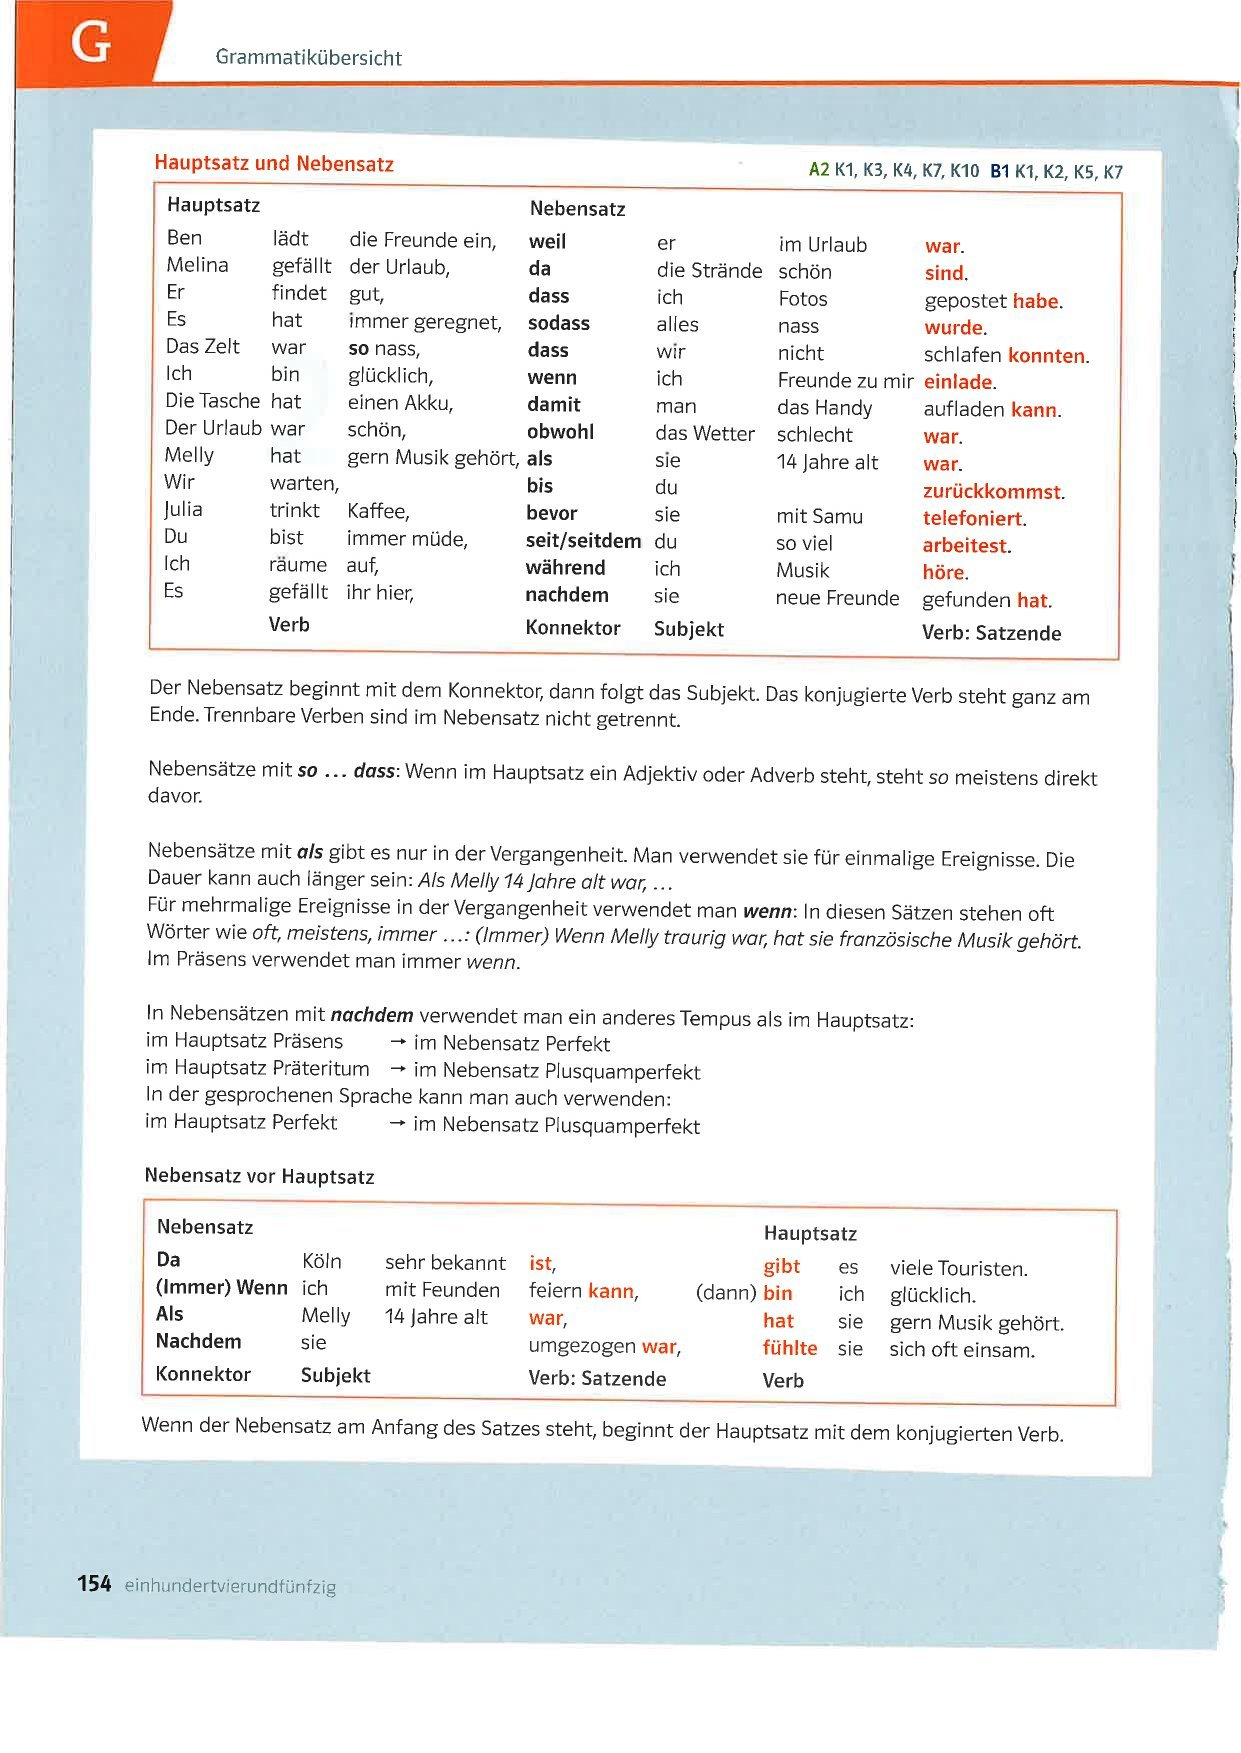 G
Grammatikübersicht
Hauptsatz und Nebensatz A2 K1, K3, K4, K7, K10 B1 K1, K2, K5, K7
Hauptsatz Nebensatz
Ben lädt die Freunde ein, weil er im Urlaub war.
Melina gefällt der Urlaub, da die Strände schön sind.
Er findet gut, dass ich Fotos gepostet habe.
Es hat immer geregnet, sodass alles nass wurde.
Das Zelt war so nass, dass wir nicht schlafen konnten.
Ich bin glücklich, wenn ich Freunde zu mir einlade.
Die Tasche hat einen Akku, damit man das Handy aufladen kann.
Der Urlaub war schön, obwohl das Wetter schlecht war.
Melly hat gern Musik gehört, als sie 14 Jahre alt war.
Wir warten, bis du zurückkommst.
Julia trinkt Kaffee, bevor sie mit Samu telefoniert.
Du bist immer müde, seit/seitdem du so viel arbeitest.
Ich räume auf, während ich Musik höre.
Es gefällt ihr hier, nachdem sie neue Freunde gefunden hat.
Verb Konnektor Subjekt Verb: Satzende
Der Nebensatz beginnt mit dem Konnektor, dann folgt das Subjekt. Das konjugierte Verb steht ganz am
Ende. Trennbare Verben sind im Nebensatz nicht getrennt.
Nebensätze mit so ... dass: Wenn im Hauptsatz ein Adjektiv oder Adverb steht, steht so meistens direkt
davor.
Nebensätze mit als gibt es nur in der Vergangenheit. Man verwendet sie für einmalige Ereignisse. Die
Dauer kann auch länger sein: Als Melly 14 Jahre alt war, ...
Für mehrmalige Ereignisse in der Vergangenheit verwendet man wenn: In diesen Sätzen stehen oft
Wörter wie oft, meistens, immer ...: (Immer) Wenn Melly traurig war, hat sie französische Musik gehört.
Im Präsens verwendet man immer wenn.
In Nebensätzen mit nachdem verwendet man ein anderes Tempus als im Hauptsatz:
im Hauptsatz Präsens → im Nebensatz Perfekt
im Hauptsatz Präteritum → im Nebensatz Plusquamperfekt
In der gesprochenen Sprache kann man auch verwenden:
im Hauptsatz Perfekt → im Nebensatz Plusquamperfekt
Nebensatz vor Hauptsatz
Nebensatz Hauptsatz
Da Köln sehr bekannt ist, gibt es viele Touristen.
(Immer) Wenn ich mit Feunden feiern kann, (dann) bin ich glücklich.
Als Melly 14 Jahre alt war, hat sie gern Musik gehört.
Nachdem sie umgezogen war, fühlte sie sich oft einsam.
Konnektor Subjekt Verb: Satzende Verb
Wenn der Nebensatz am Anfang des Satzes steht, beginnt der Hauptsatz mit dem konjugierten Verb.
154 einhundertvierundfünfzig